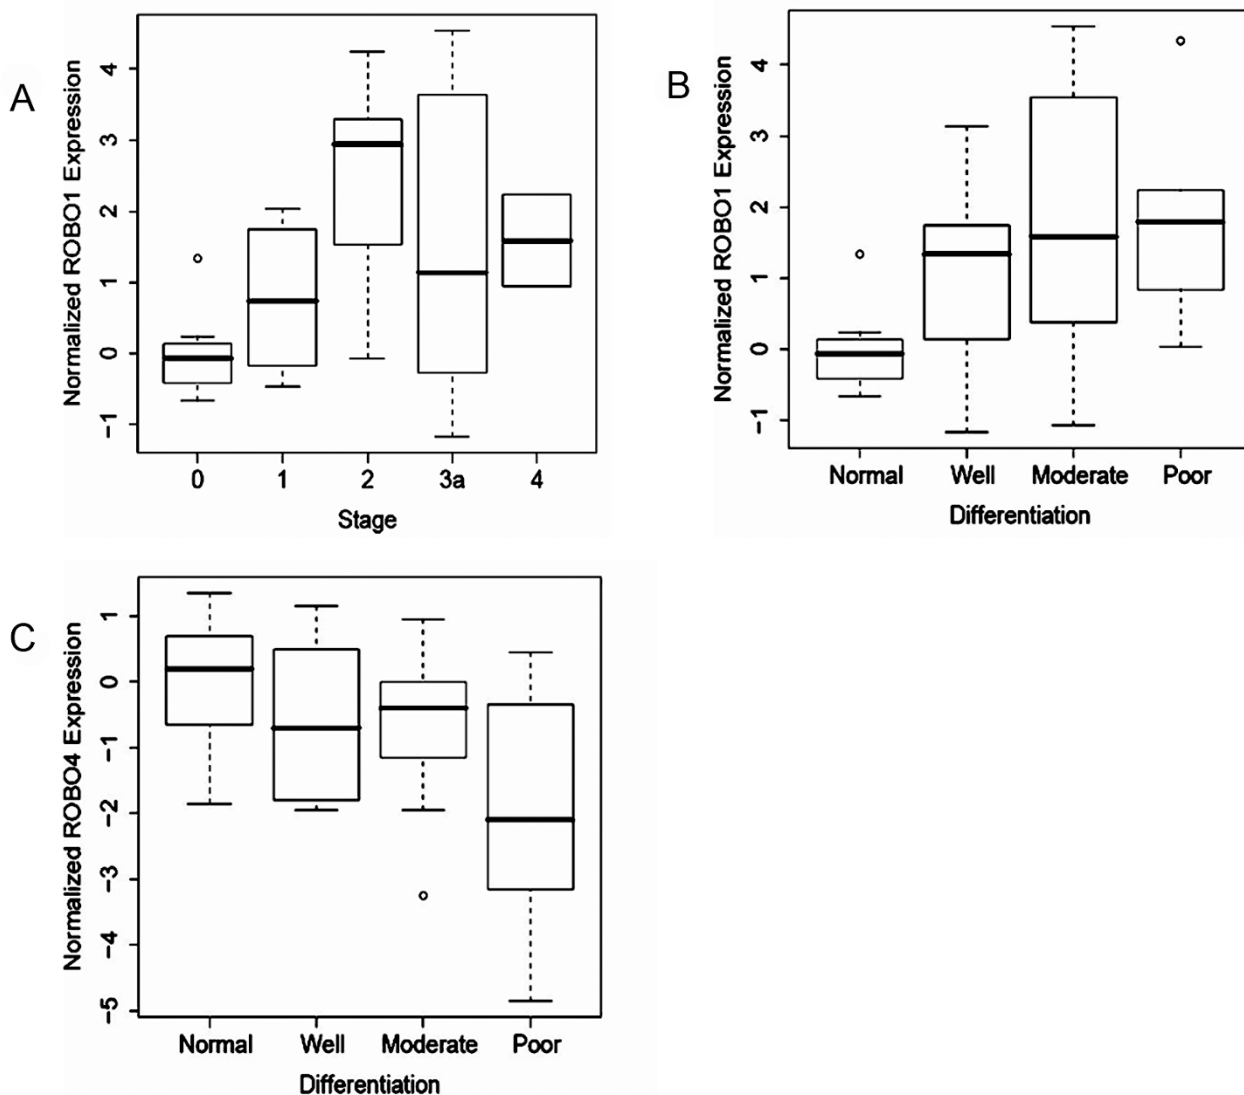 A
Normalized ROBO1 Expression
4
3
2
1
0
−1
0 1 2 3a 4
Stage
B
Normalized ROBO1 Expression
4
3
2
1
0
−1
Normal Well Moderate Poor
Differentiation
C
Normalized ROBO4 Expression
1
0
−1
−2
−3
−4
−5
Normal Well Moderate Poor
Differentiation